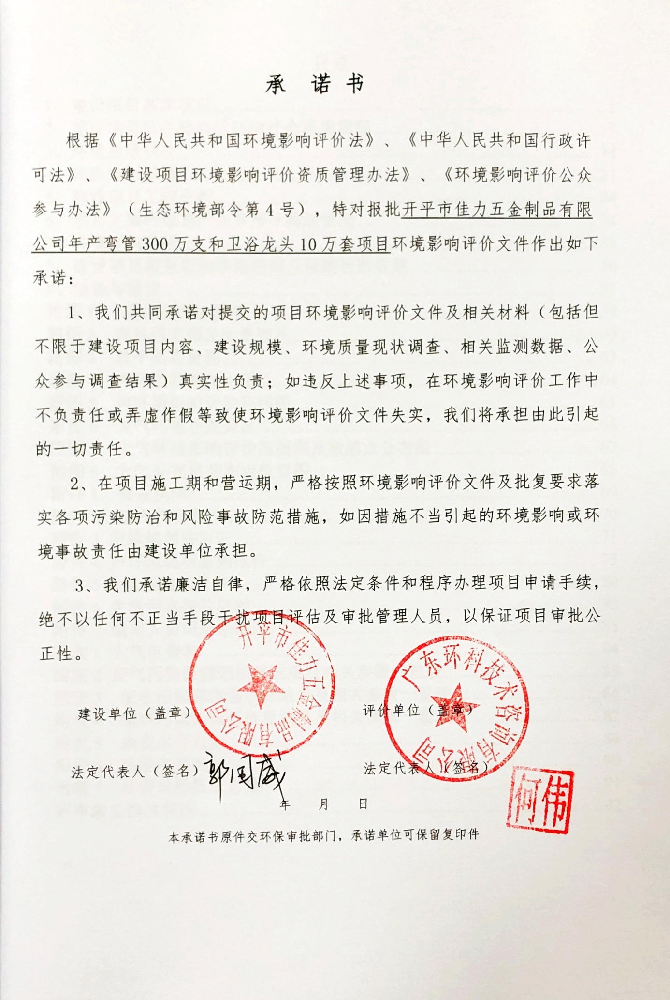 承 诺 书
根据《中华人民共和国环境影响评价法》、《中华人民共和国行政许
可法》、《建设项目环境影响评价资质管理办法》、《环境影响评价公众
参与办法》（生态环境部令第 4 号），特对报批开平市佳力五金制品有限
公司年产弯管 300 万支和卫浴龙头 10 万套项目环境影响评价文件作出如下
承诺：
1、我们共同承诺对提交的项目环境影响评价文件及相关材料（包括但
不限于建设项目内容、建设规模、环境质量现状调查、相关监测数据、公
众参与调查结果）真实性负责；如违反上述事项，在环境影响评价工作中
不负责任或弄虚作假等致使环境影响评价文件失实，我们将承担由此引起
的一切责任。
2、在项目施工期和营运期，严格按照环境影响评价文件及批复要求落
实各项污染防治和风险事故防范措施，如因措施不当引起的环境影响或环
境事故责任由建设单位承担。
3、我们承诺廉洁自律，严格依照法定条件和程序办理项目申请手续，
绝不以任何不正当手段干扰项目评估及审批管理人员，以保证项目审批公
正性。
开平市佳力五金制品有限公司
广东环科技术咨询有限公司
建设单位（盖章） 评价单位（盖章）
法定代表人（签名）郭国威 法定代表人（签名）
何伟
年 月 日
本承诺书原件交环保审批部门，承诺单位可保留复印件